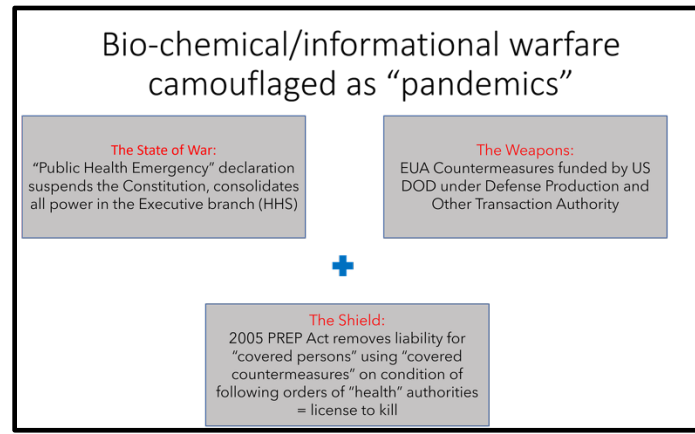 Bio-chemical/informational warfare
camouflaged as “pandemics”
The State of War:
“Public Health Emergency” declaration
suspends the Constitution, consolidates
all power in the Executive branch (HHS)
The Weapons:
EUA Countermeasures funded by US
DOD under Defense Production and
Other Transaction Authority
The Shield:
2005 PREP Act removes liability for
“covered persons” using “covered
countermeasures” on condition of
following orders of “health” authorities
= license to kill